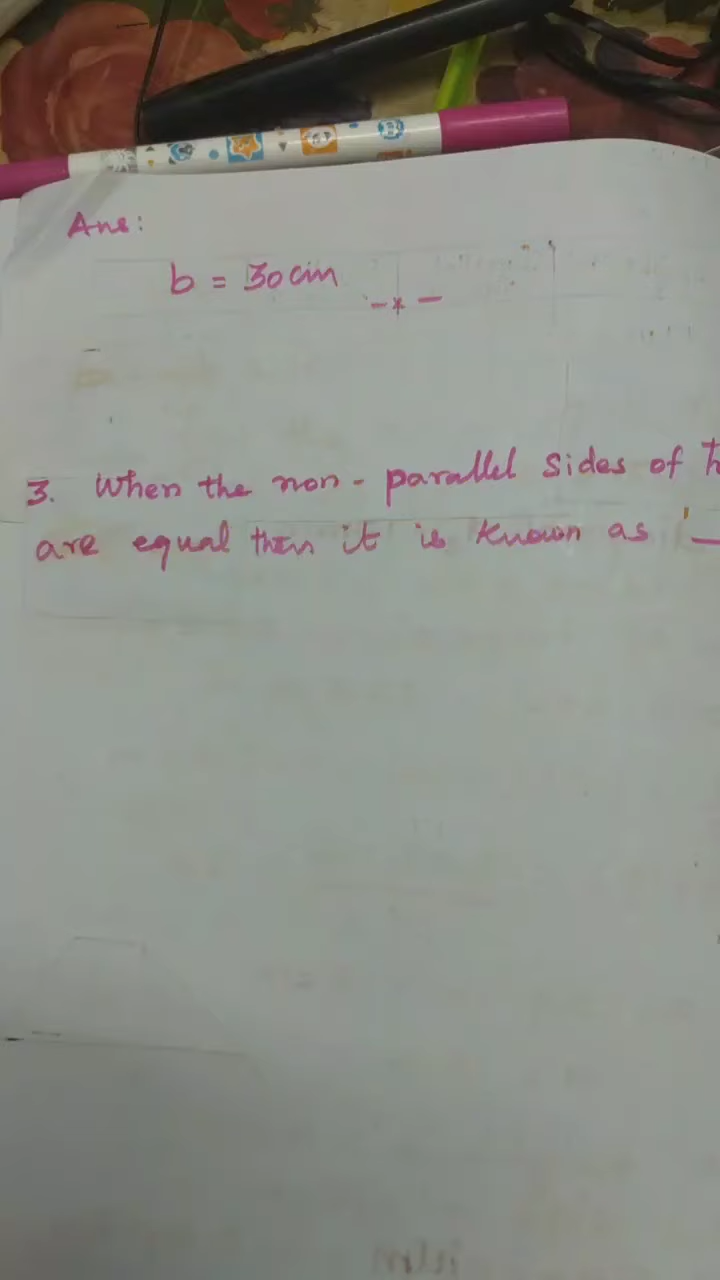 Ans:
b = 30 cm
- x -
3. When the non - parallel sides of
are equal then it is known as '_